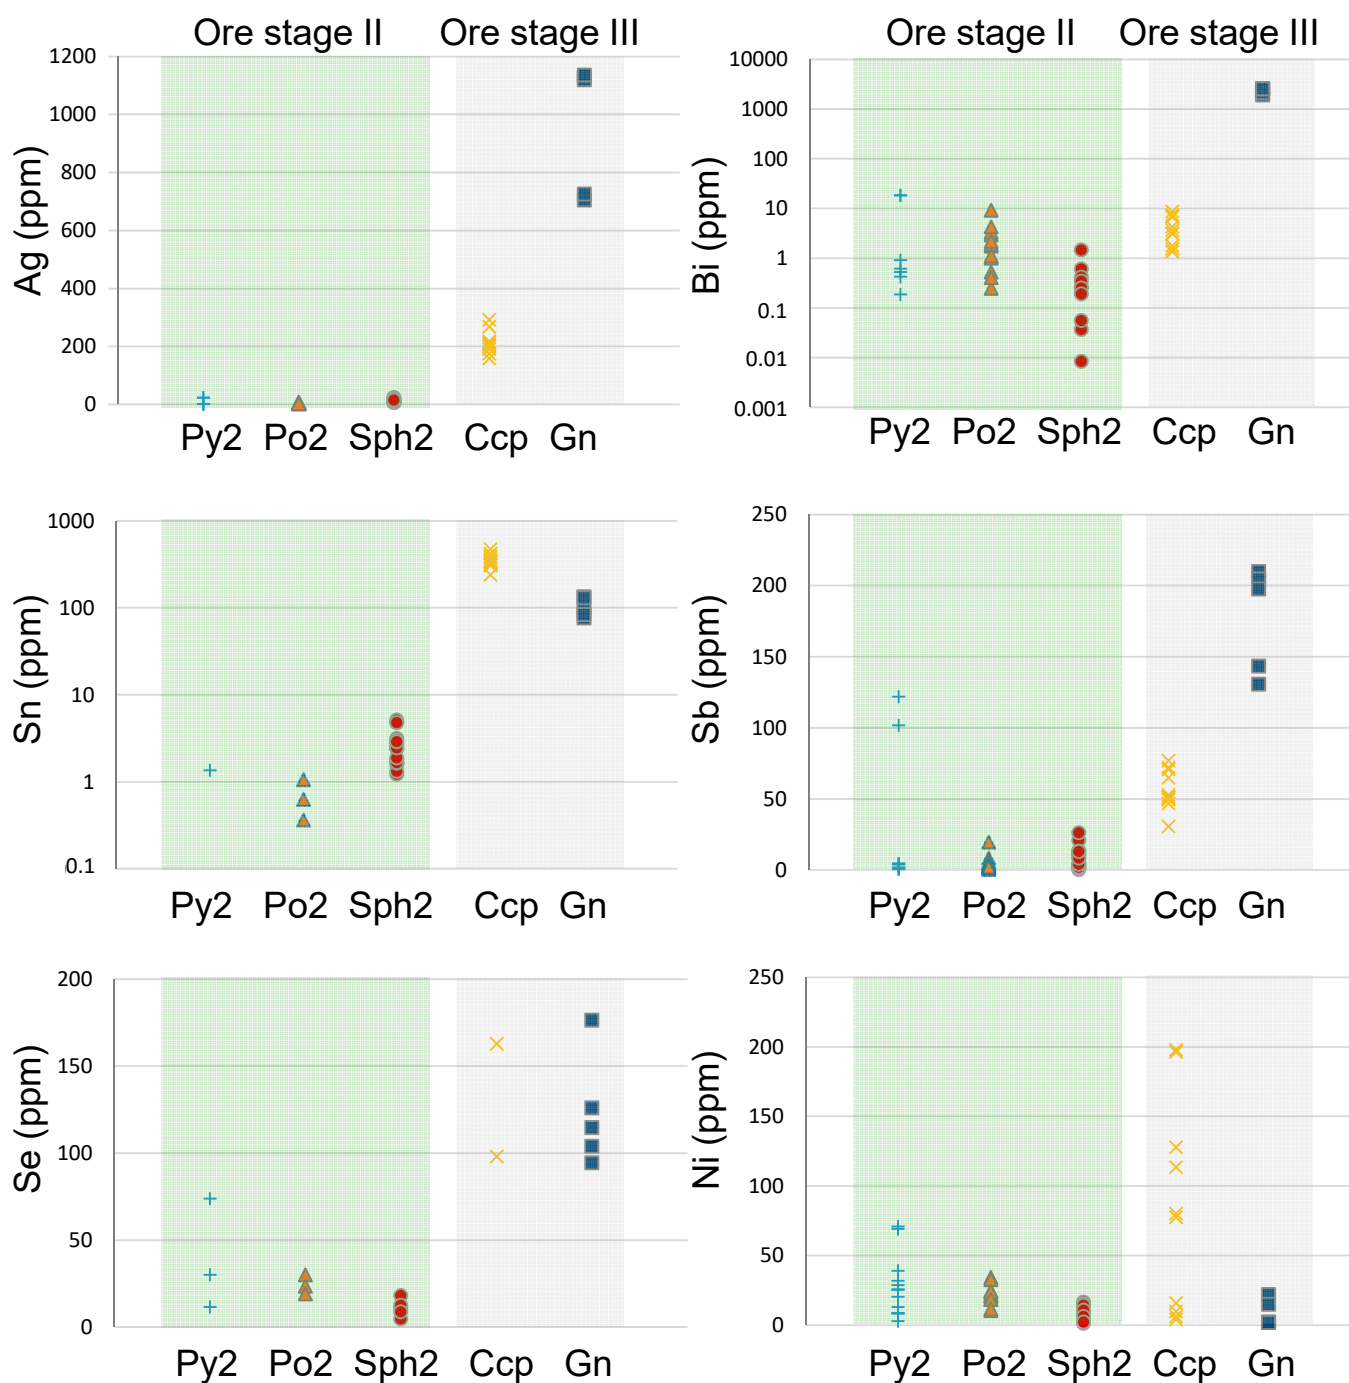 Ore stage II Ore stage III
Ag (ppm)
1200
1000
800
600
400
200
0
Py2 Po2 Sph2 Ccp Gn
Ore stage II Ore stage III
Bi (ppm)
10000
1000
100
10
1
0.1
0.01
0.001
Py2 Po2 Sph2 Ccp Gn
Sn (ppm)
1000
100
10
1
0.1
Py2 Po2 Sph2 Ccp Gn
Sb (ppm)
250
200
150
100
50
0
Py2 Po2 Sph2 Ccp Gn
Se (ppm)
200
150
100
50
0
Py2 Po2 Sph2 Ccp Gn
Ni (ppm)
250
200
150
100
50
0
Py2 Po2 Sph2 Ccp Gn